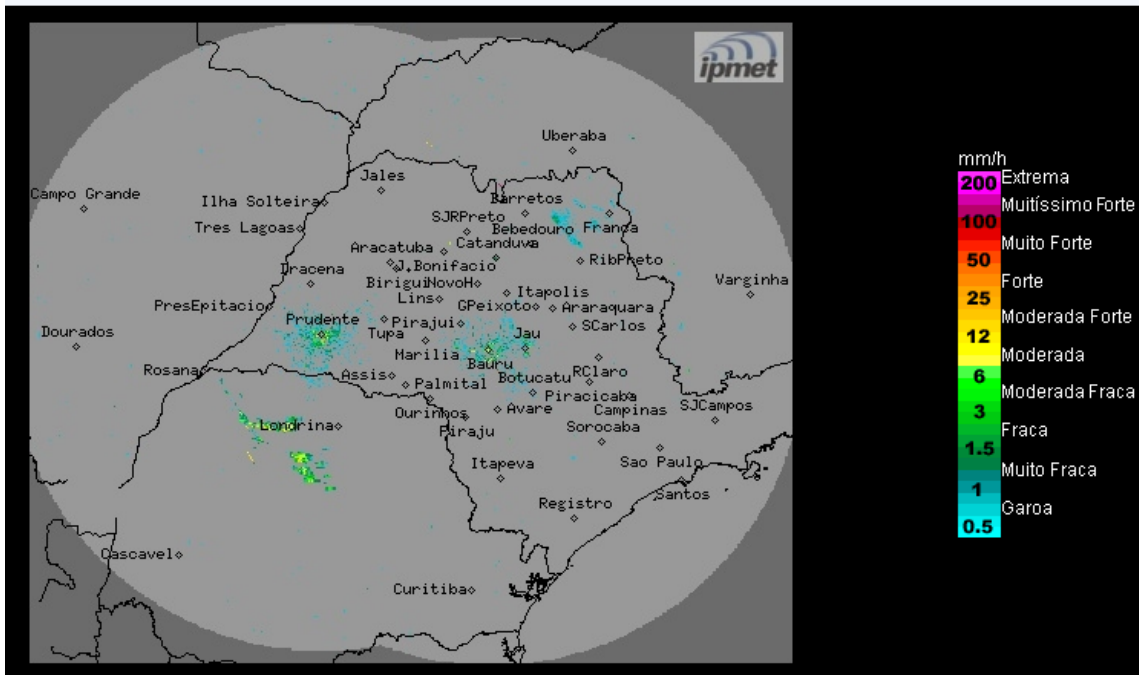 ipmet
Uberaba
Jales
Campo Grande
Ilha Solteira
Barretos
SJRPreto
Tres Lagoas
Bebedouro
Franca
Aracatuba
Catanduva
J.Bonifacio
RibPreto
Dracena
Birigui
NovoH
Itapolis
Varginha
PresEpitacio
Lins
GPeixoto
Araraquara
Prudente
Pirajui
SCarlos
Dourados
Tupa
Jau
Marilia
Bauru
Rosana
Assis
Botucatu
RClaro
Palmital
Piracicaba
Ourinhos
Avare
Campinas
SJCampos
Londrina
Piraju
Sorocaba
Itapeva
Sao Paulo
Santos
Registro
Cascavel
Curitiba
mm/h
200 Extrema
Muitíssimo Forte
100
Muito Forte
50
Forte
25
Moderada Forte
12
Moderada
6
Moderada Fraca
3
Fraca
1.5
Muito Fraca
1
Garoa
0.5